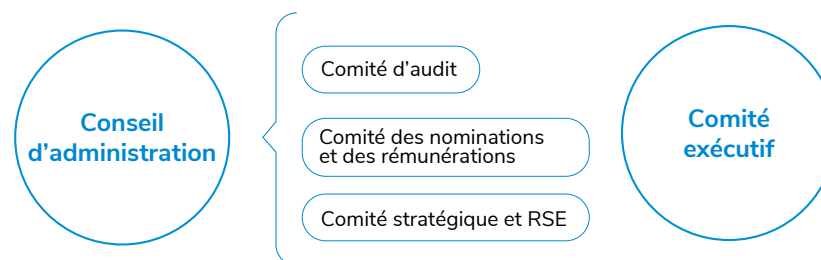 Conseil
d’administration
Comité d’audit
Comité des nominations
et des rémunérations
Comité stratégique et RSE
Comité
exécutif